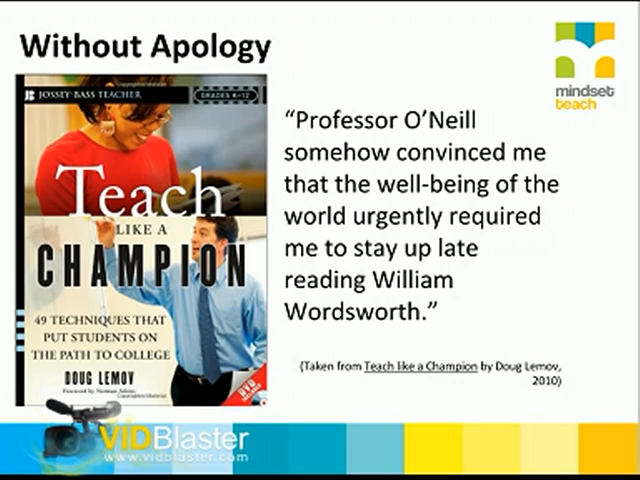 Without Apology
mindset
teach
JOSSEY-BASS TEACHER
GRADES K–12
Teach
LIKE A
CHAMPION
49 TECHNIQUES THAT
PUT STUDENTS ON
THE PATH TO COLLEGE
DOUG LEMOV
“Professor O’Neill
somehow convinced me
that the well-being of the
world urgently required
me to stay up late
reading William
Wordsworth.”
(Taken from Teach like a Champion by Doug Lemov,
2010)
VIDBlaster
www.vidblaster.com